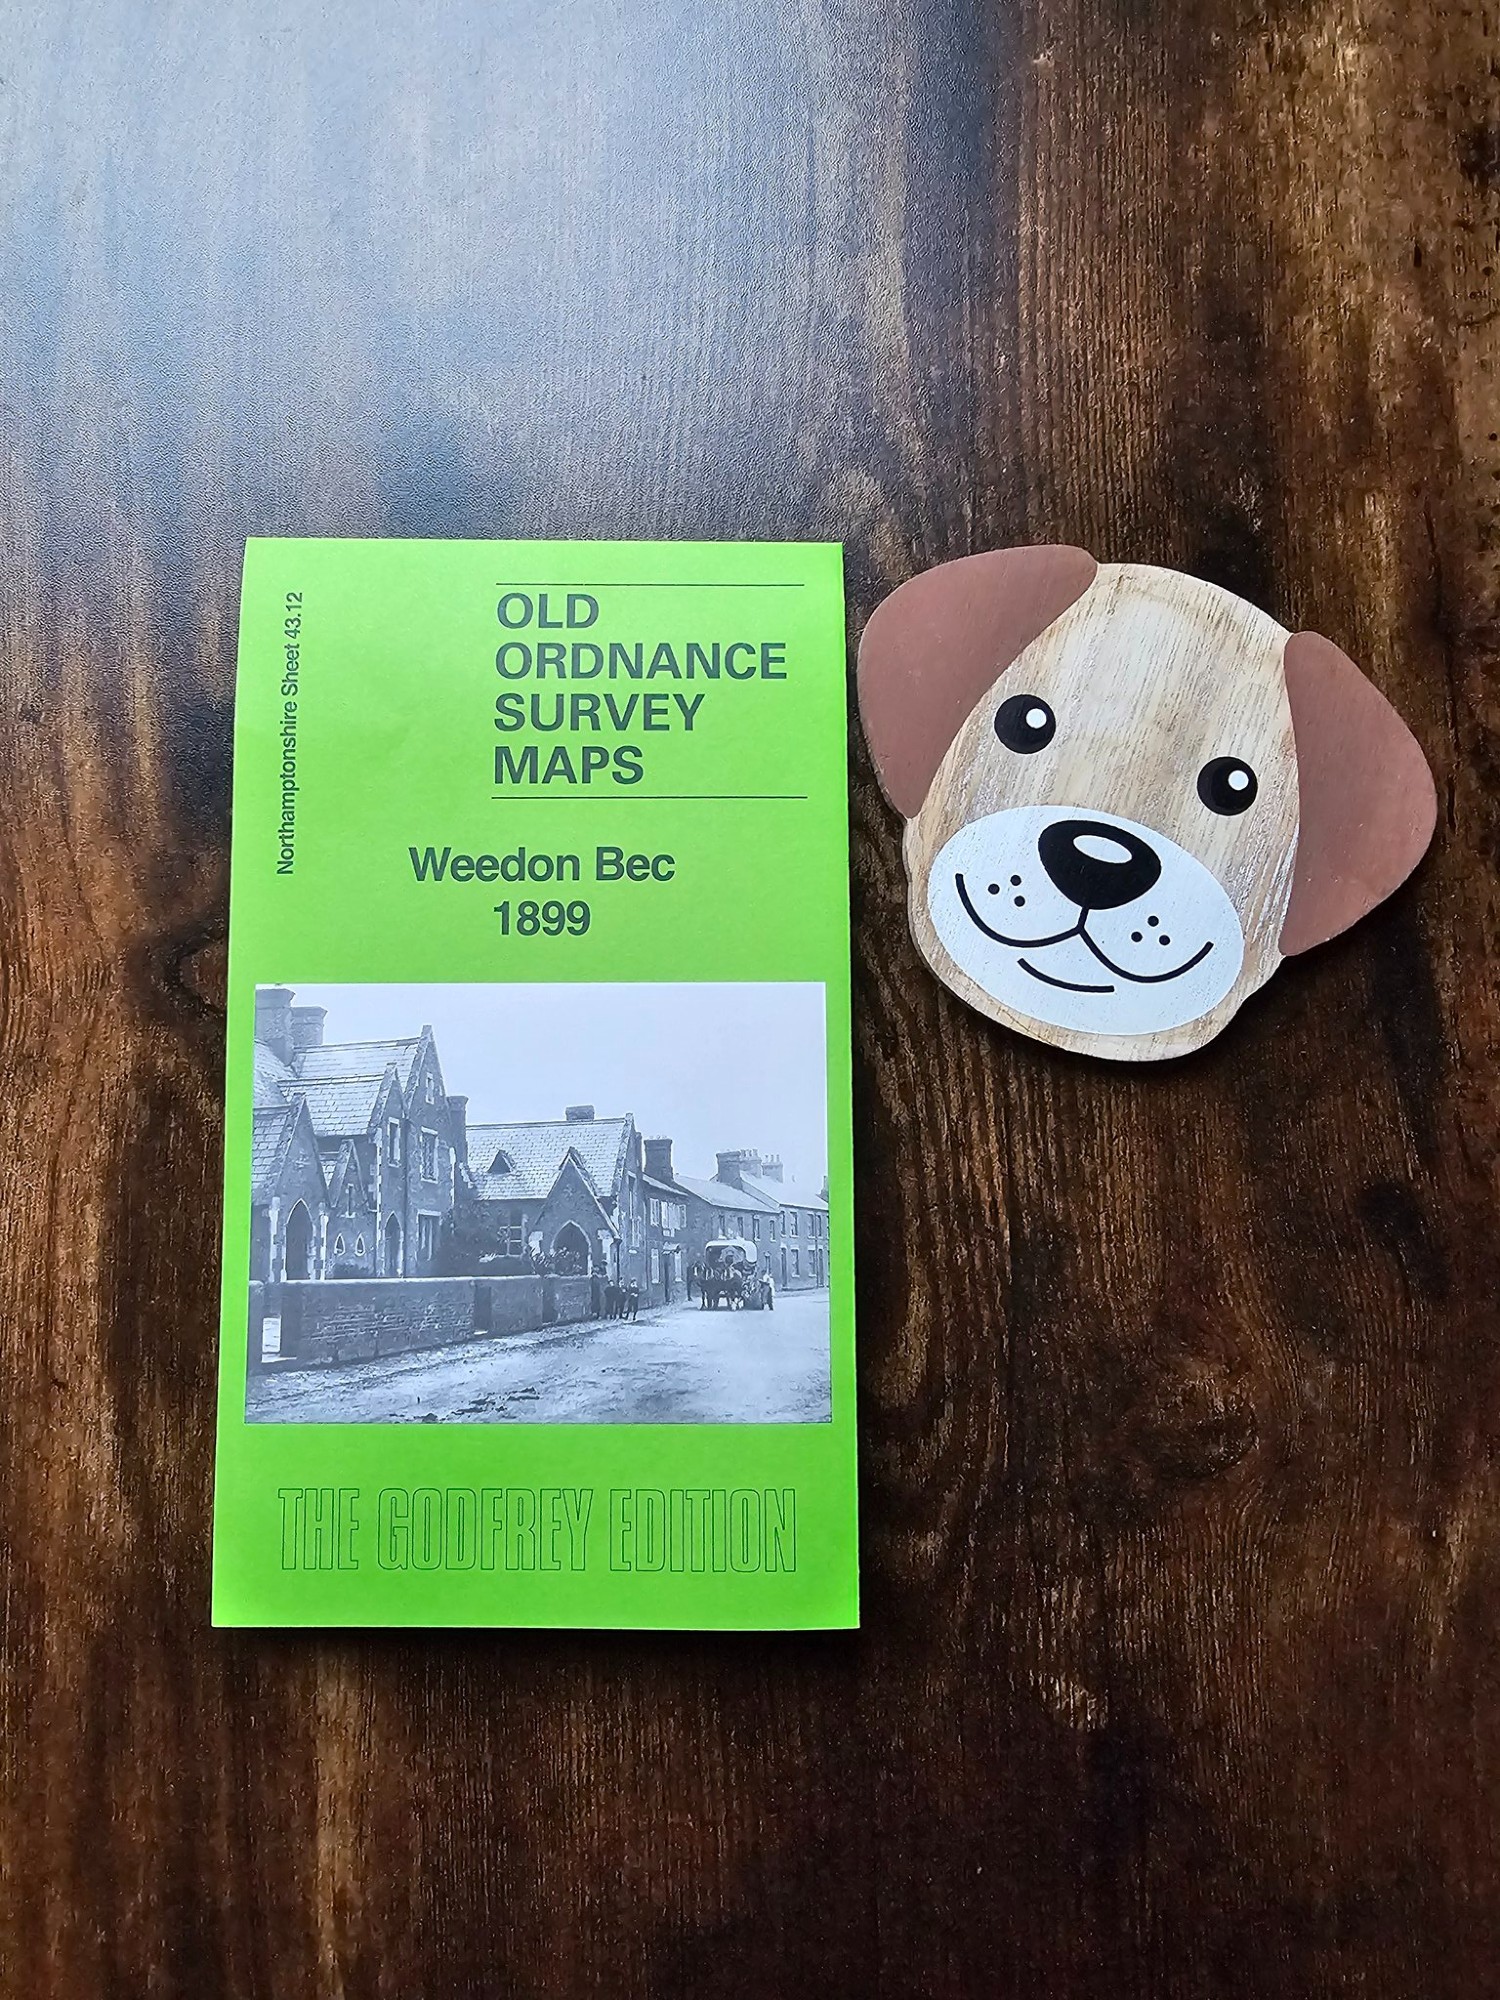 Northamptonshire Sheet 43.12
OLD
ORDNANCE
SURVEY
MAPS
Weedon Bec
1899
THE GODFREY EDITION